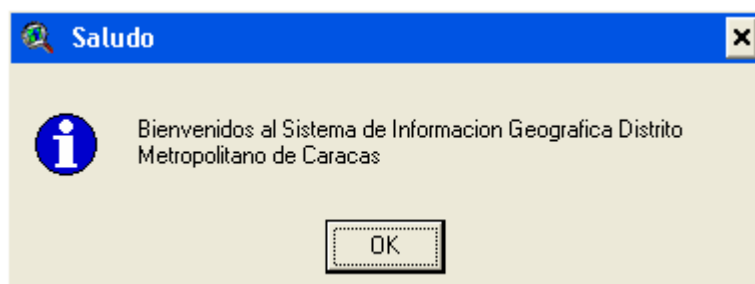 Saludo
Bienvenidos al Sistema de Informacion Geografica Distrito
Metropolitano de Caracas
OK